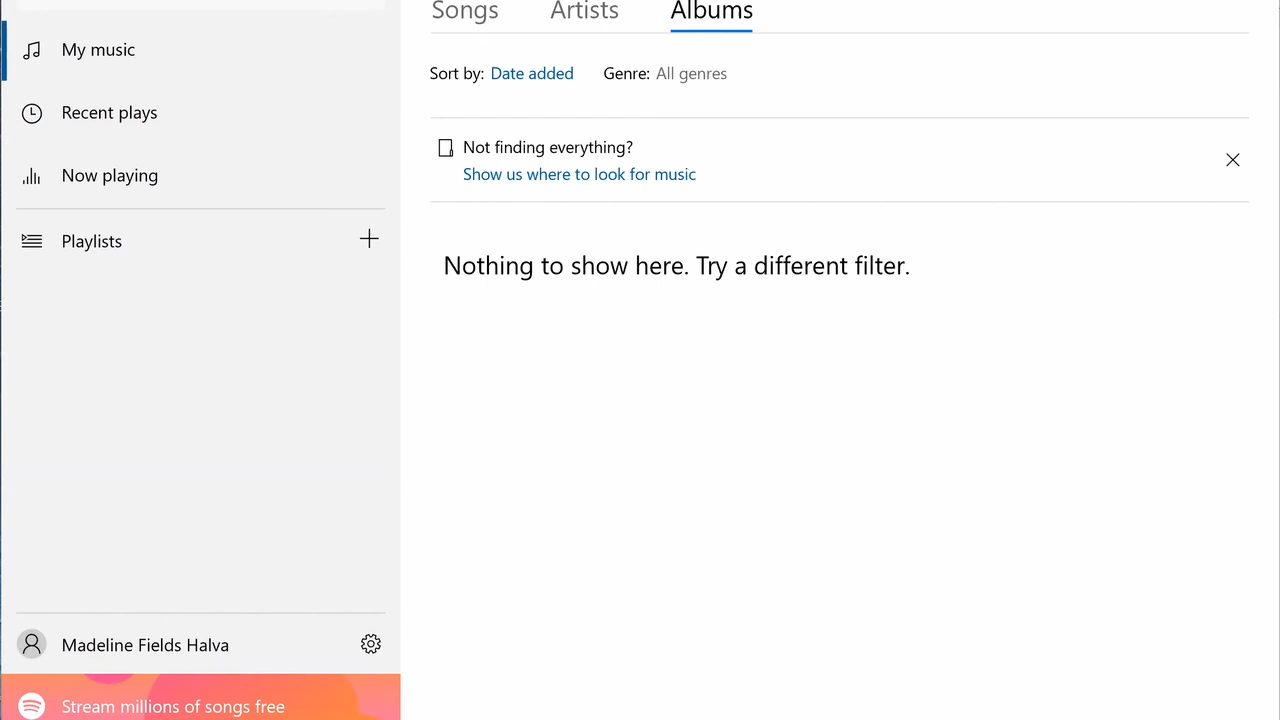 Songs Artists Albums
My music
Sort by: Date added Genre: All genres
Recent plays
Not finding everything?
Show us where to look for music
Now playing
Playlists
Nothing to show here. Try a different filter.
Madeline Fields Halva
Stream millions of songs free